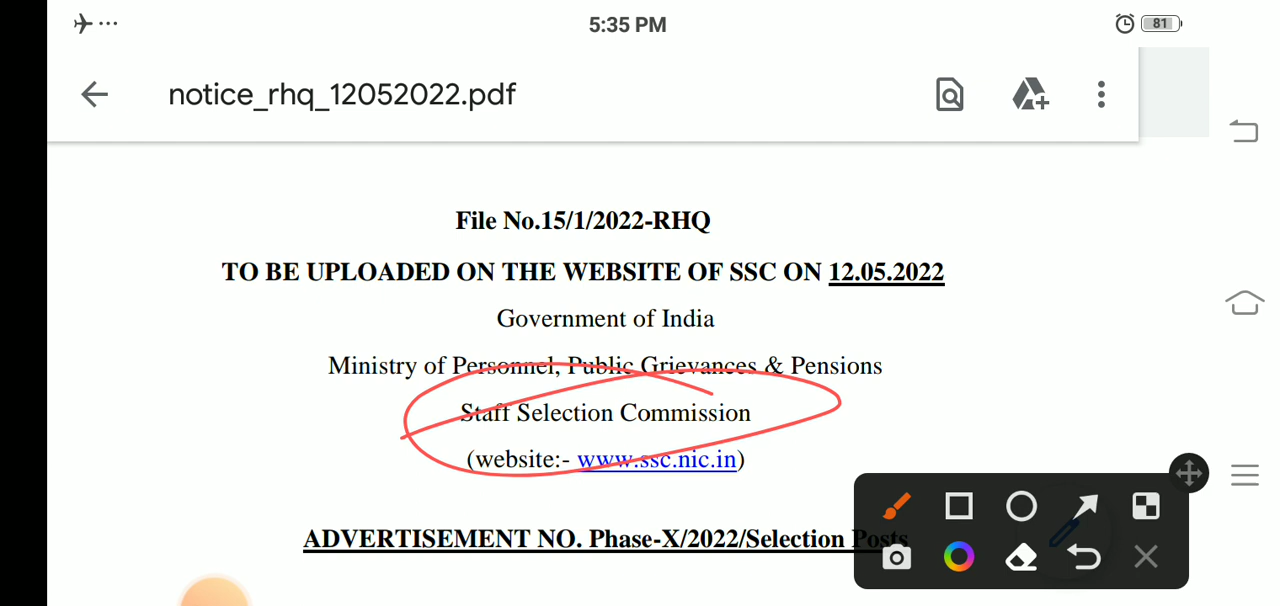 5:35 PM
81
notice_rhq_12052022.pdf
File No.15/1/2022-RHQ
TO BE UPLOADED ON THE WEBSITE OF SSC ON 12.05.2022
Government of India
Ministry of Personnel, Public Grievances & Pensions
Staff Selection Commission
(website:- www.ssc.nic.in)
ADVERTISEMENT NO. Phase-X/2022/Selection Posts